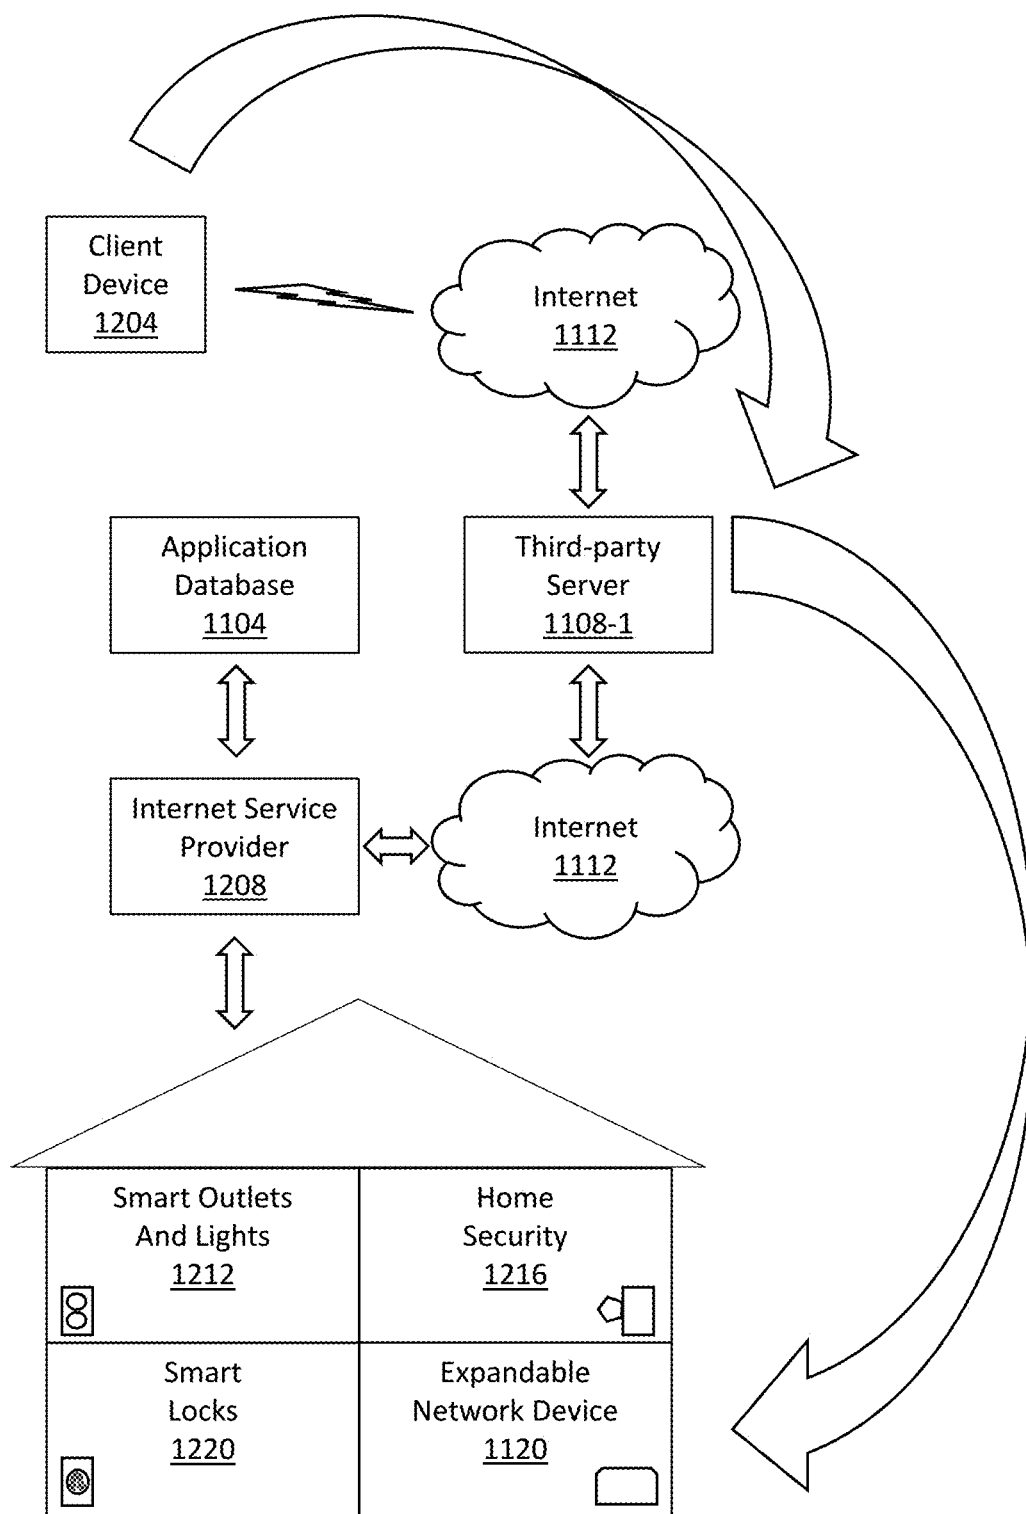 Client
Device
1204
Internet
1112
Application
Database
1104
Third-party
Server
1108-1
Internet Service
Provider
1208
Internet
1112
Smart Outlets
And Lights
1212
Home
Security
1216
Smart
Locks
1220
Expandable
Network Device
1120